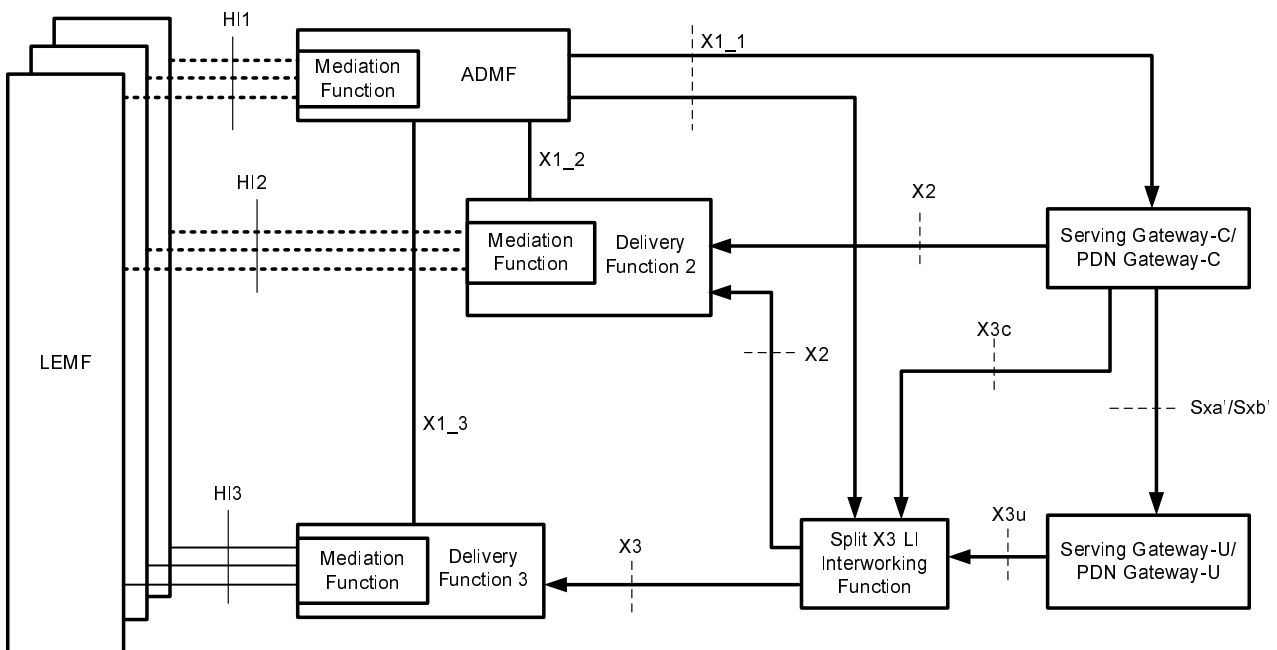 HI1
X1_1
Mediation
Function
ADMF
X1_2
HI2
X2
Mediation
Function
Delivery
Function 2
Serving Gateway-C/
PDN Gateway-C
X3c
X2
LEMF
Sxa'/Sxb'
X1_3
HI3
X3
X3u
Mediation
Function
Delivery
Function 3
Split X3 LI
Interworking
Function
Serving Gateway-U/
PDN Gateway-U